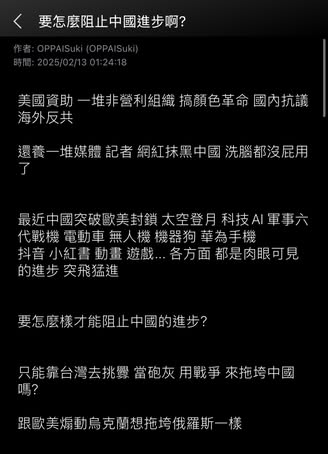 要怎麼阻止中國進步啊?
作者: OPPAISuki (OPPAISuki)
時間: 2025/02/13 01:24:18
美國資助 一堆非營利組織 搞顏色革命 國內抗議
海外反共
還養一堆媒體 記者 網紅抹黑中國 洗腦都沒屁用
了
最近中國突破歐美封鎖 太空登月 科技 AI 軍事六
代戰機 電動車 無人機 機器狗 華為手機
抖音 小紅書 動畫 遊戲... 各方面 都是肉眼可見
的進步 突飛猛進
要怎麼樣才能阻止中國的進步?
只能靠台灣去挑釁 當砲灰 用戰爭 來拖垮中國
嗎?
跟歐美煽動烏克蘭想拖垮俄羅斯一樣